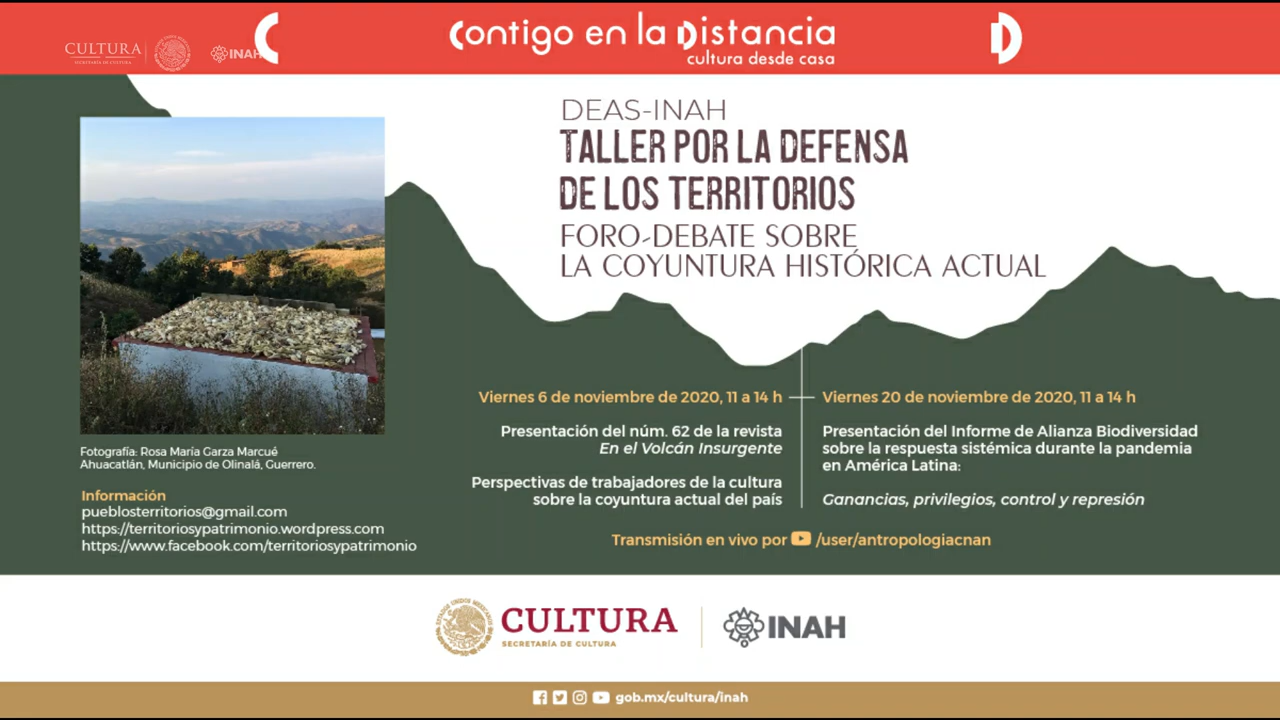 CULTURA
SECRETARÍA DE CULTURA
INAH
Contigo en la Distancia
cultura desde casa
DEAS-INAH
TALLER POR LA DEFENSA
DE LOS TERRITORIOS
FORO-DEBATE SOBRE
LA COYUNTURA HISTÓRICA ACTUAL
Viernes 6 de noviembre de 2020, 11 a 14 h
Presentación del núm. 62 de la revista
En el Volcán Insurgente
Perspectivas de trabajadores de la cultura
sobre la coyuntura actual del país
Viernes 20 de noviembre de 2020, 11 a 14 h
Presentación del Informe de Alianza Biodiversidad
sobre la respuesta sistémica durante la pandemia
en América Latina:
Ganancias, privilegios, control y represión
Transmisión en vivo por /user/antropologiacnan
Fotografía: Rosa María Garza Marcué
Ahuacatlán, Municipio de Olinalá, Guerrero.
Información
pueblosterritorios@gmail.com
https://territoriosypatrimonio.wordpress.com
https://www.facebook.com/territoriosypatrimonio
ESTADOS UNIDOS MEXICANOS
CULTURA
SECRETARÍA DE CULTURA
INAH
gob.mx/cultura/inah